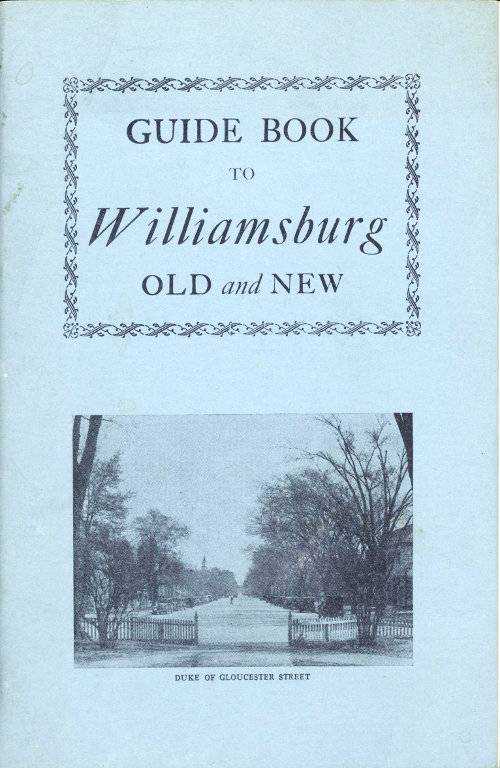 GUIDE BOOK
TO
Williamsburg
OLD and NEW
DUKE OF GLOUCESTER STREET